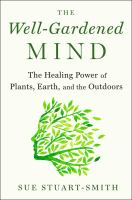 THE
Well-Gardened
MIND
The Healing Power of
Plants, Earth, and the Outdoors
SUE STUART-SMITH